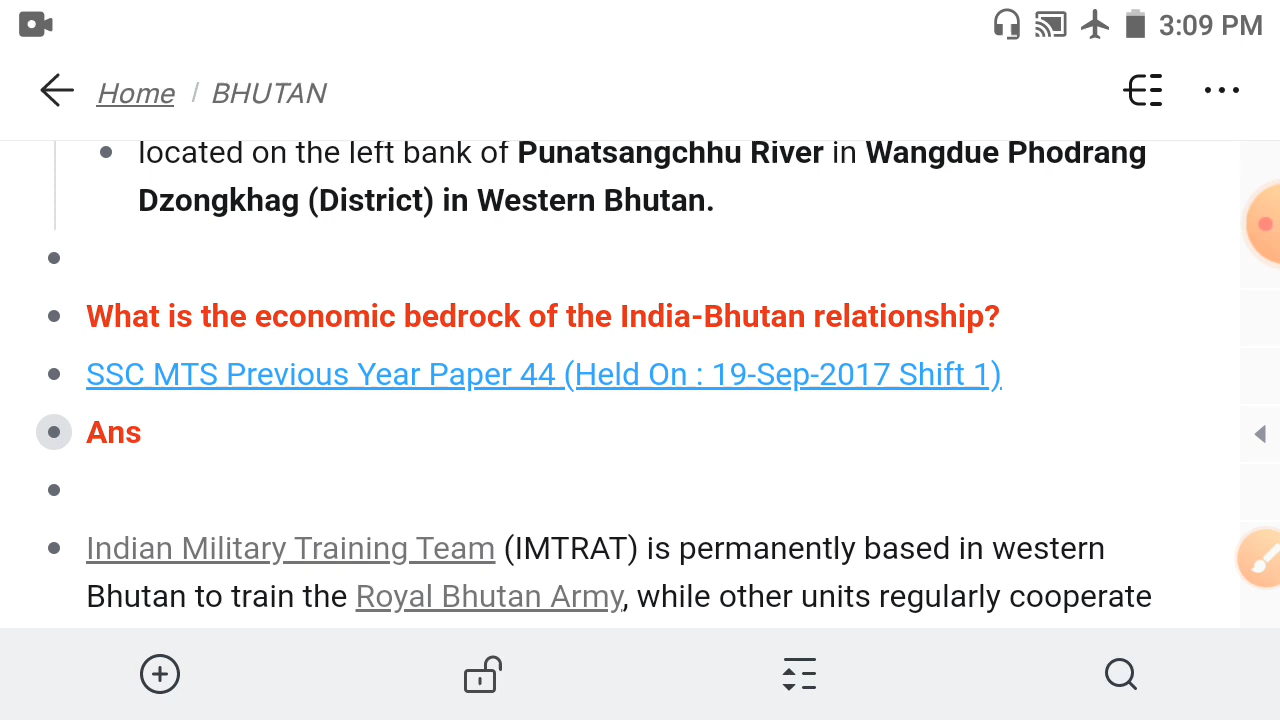 3:09 PM
Home / BHUTAN
located on the left bank of Punatsangchhu River in Wangdue Phodrang
Dzongkhag (District) in Western Bhutan.
What is the economic bedrock of the India-Bhutan relationship?
SSC MTS Previous Year Paper 44 (Held On : 19-Sep-2017 Shift 1)
Ans
Indian Military Training Team (IMTRAT) is permanently based in western
Bhutan to train the Royal Bhutan Army, while other units regularly cooperate